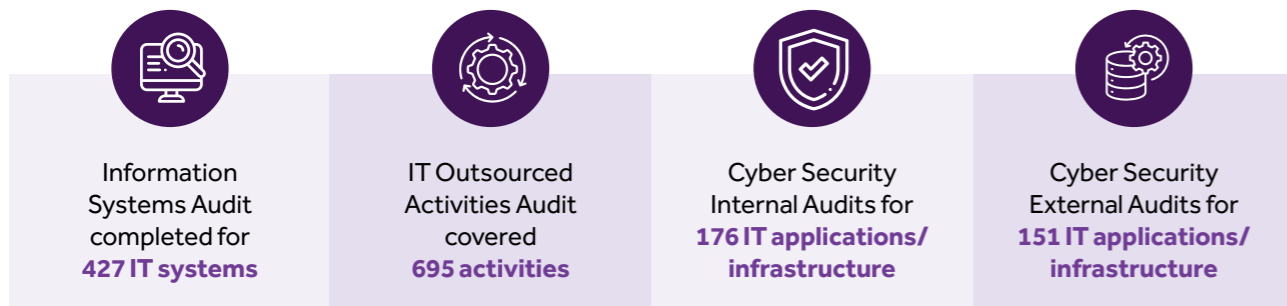 Information
Systems Audit
completed for
427 IT systems
IT Outsourced
Activities Audit
covered
695 activities
Cyber Security
Internal Audits for
176 IT applications/
infrastructure
Cyber Security
External Audits for
151 IT applications/
infrastructure